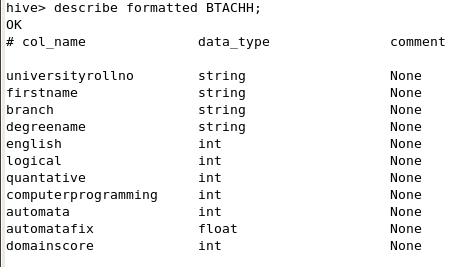 hive> describe formatted BTACHH;
OK
# col_name data_type comment
universityrollno string None
firstname string None
branch string None
degreename string None
english int None
logical int None
quantative int None
computerprogramming int None
automata int None
automatafix float None
domainscore int None